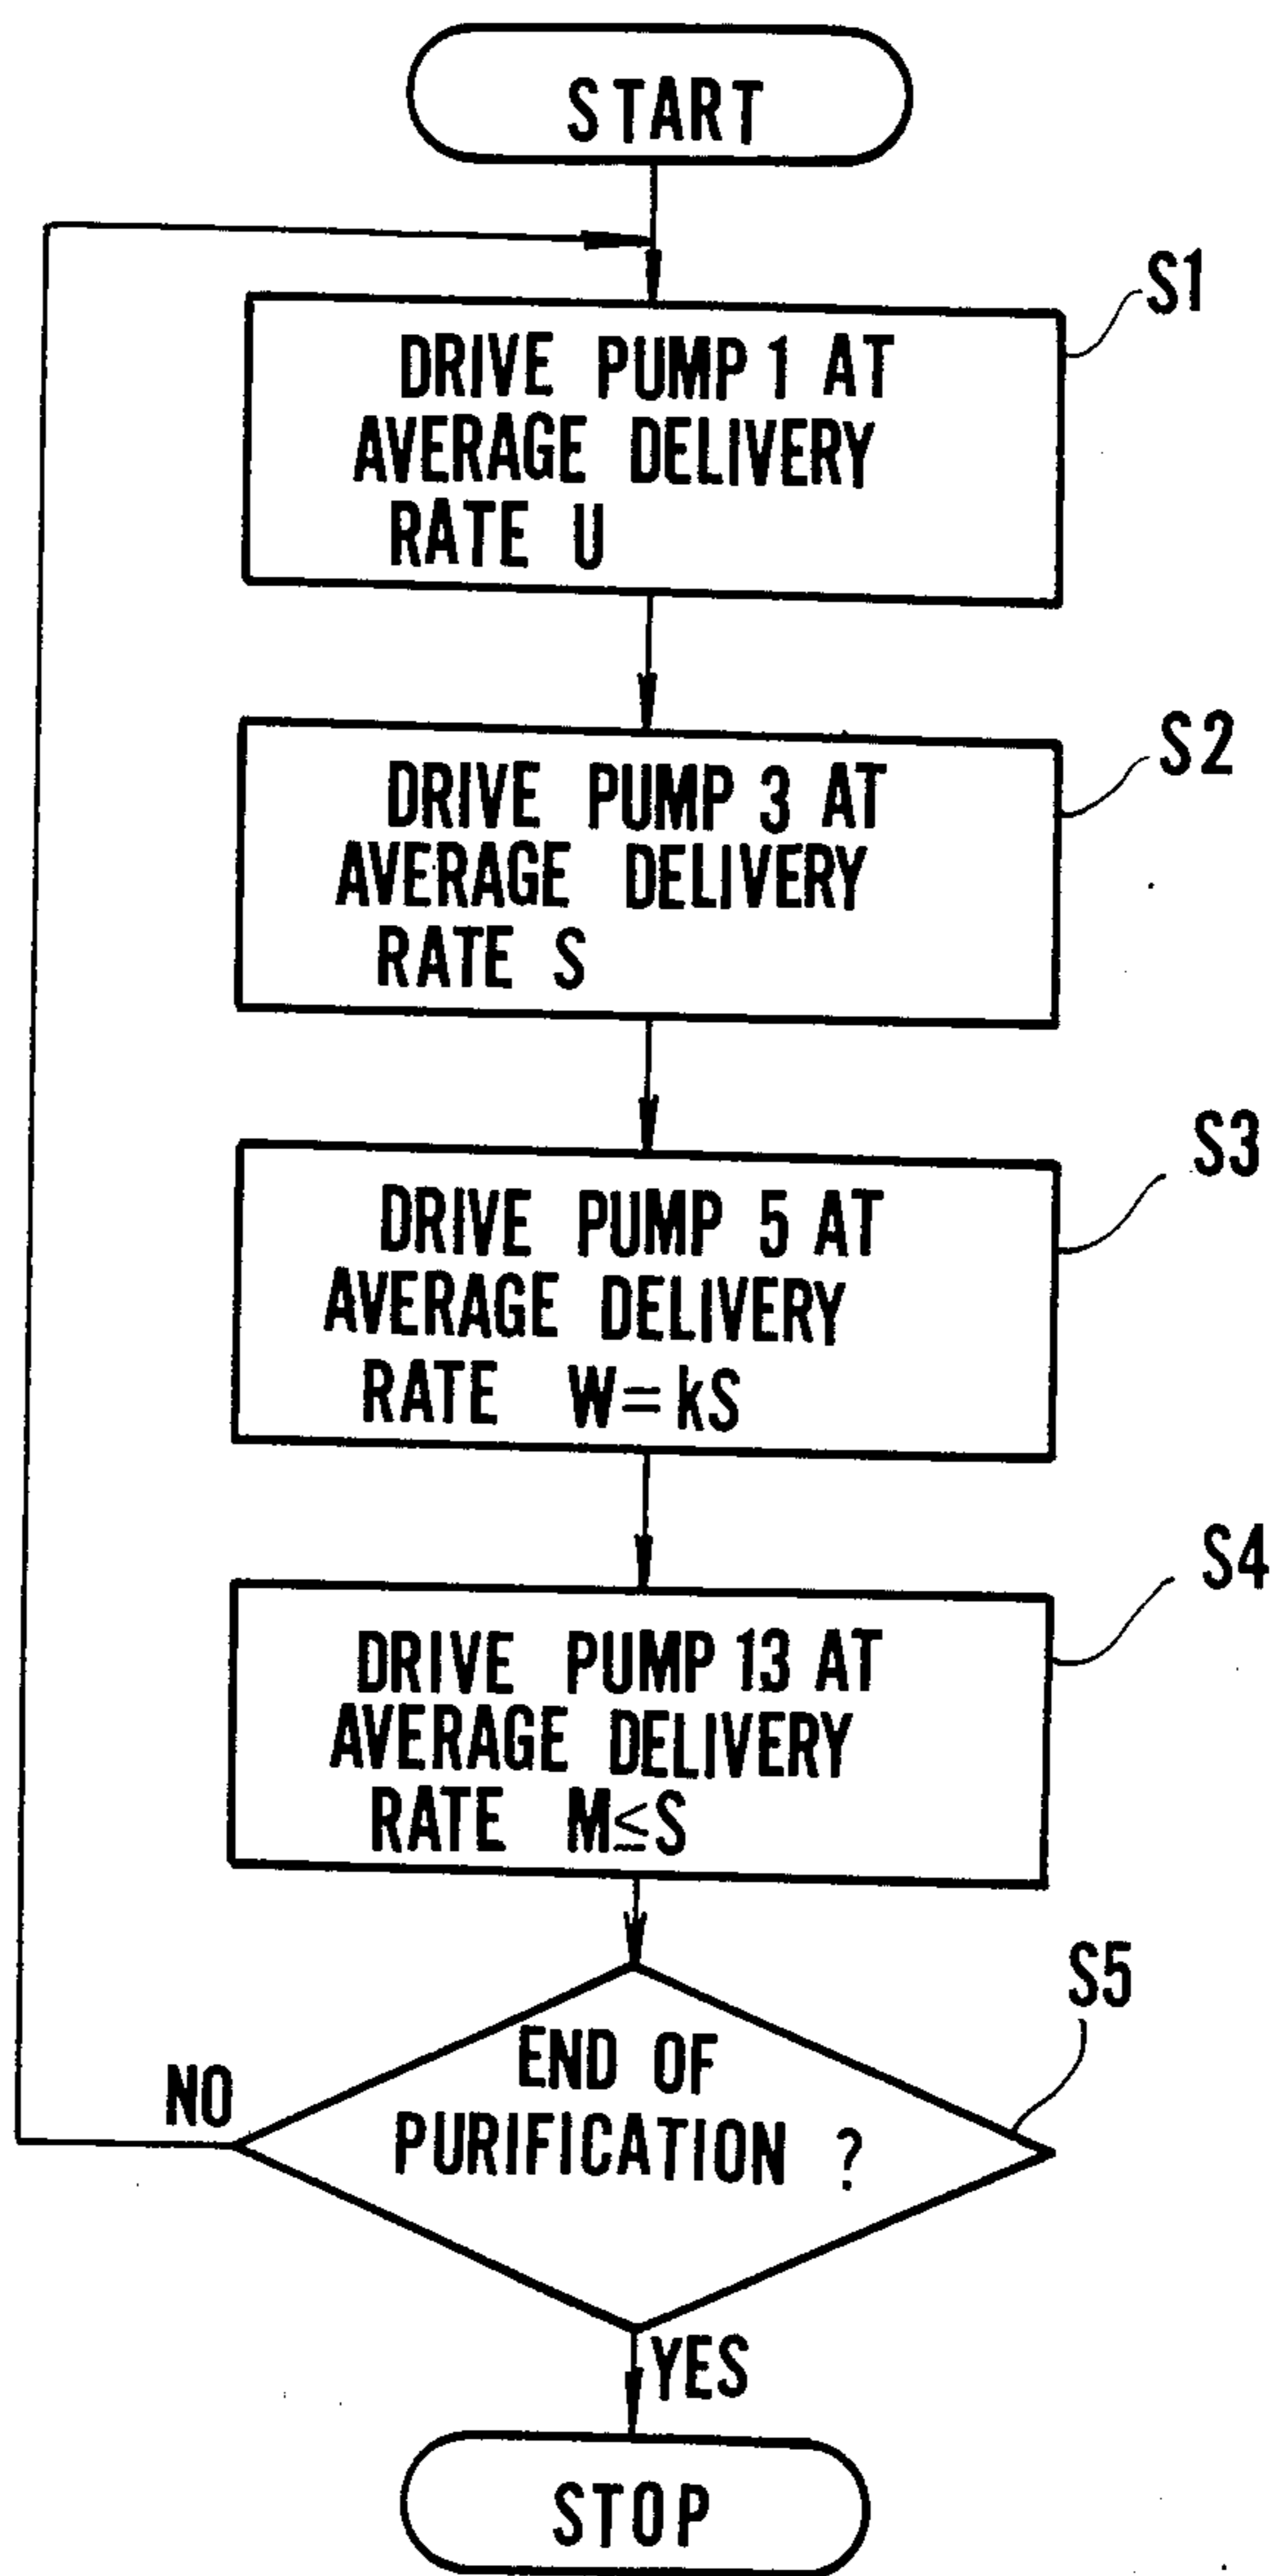 START
S1
DRIVE PUMP 1 AT
AVERAGE DELIVERY
RATE U
S2
DRIVE PUMP 3 AT
AVERAGE DELIVERY
RATE S
S3
DRIVE PUMP 5 AT
AVERAGE DELIVERY
RATE W=kS
S4
DRIVE PUMP 13 AT
AVERAGE DELIVERY
RATE M≤S
S5
END OF
PURIFICATION ?
NO
YES
STOP